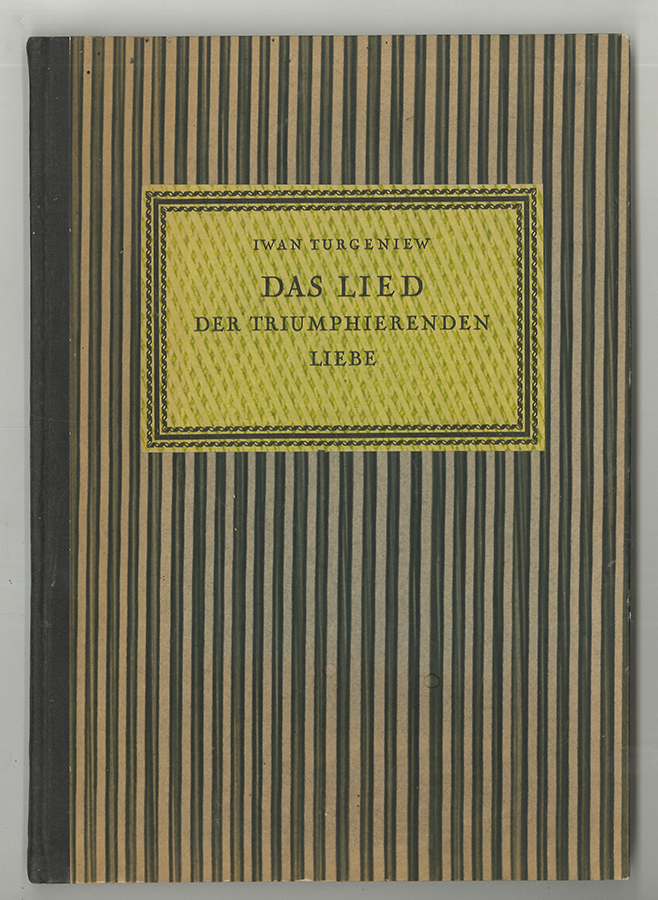 IWAN TURGENIEW
DAS LIED
DER TRIUMPHIERENDEN
LIEBE